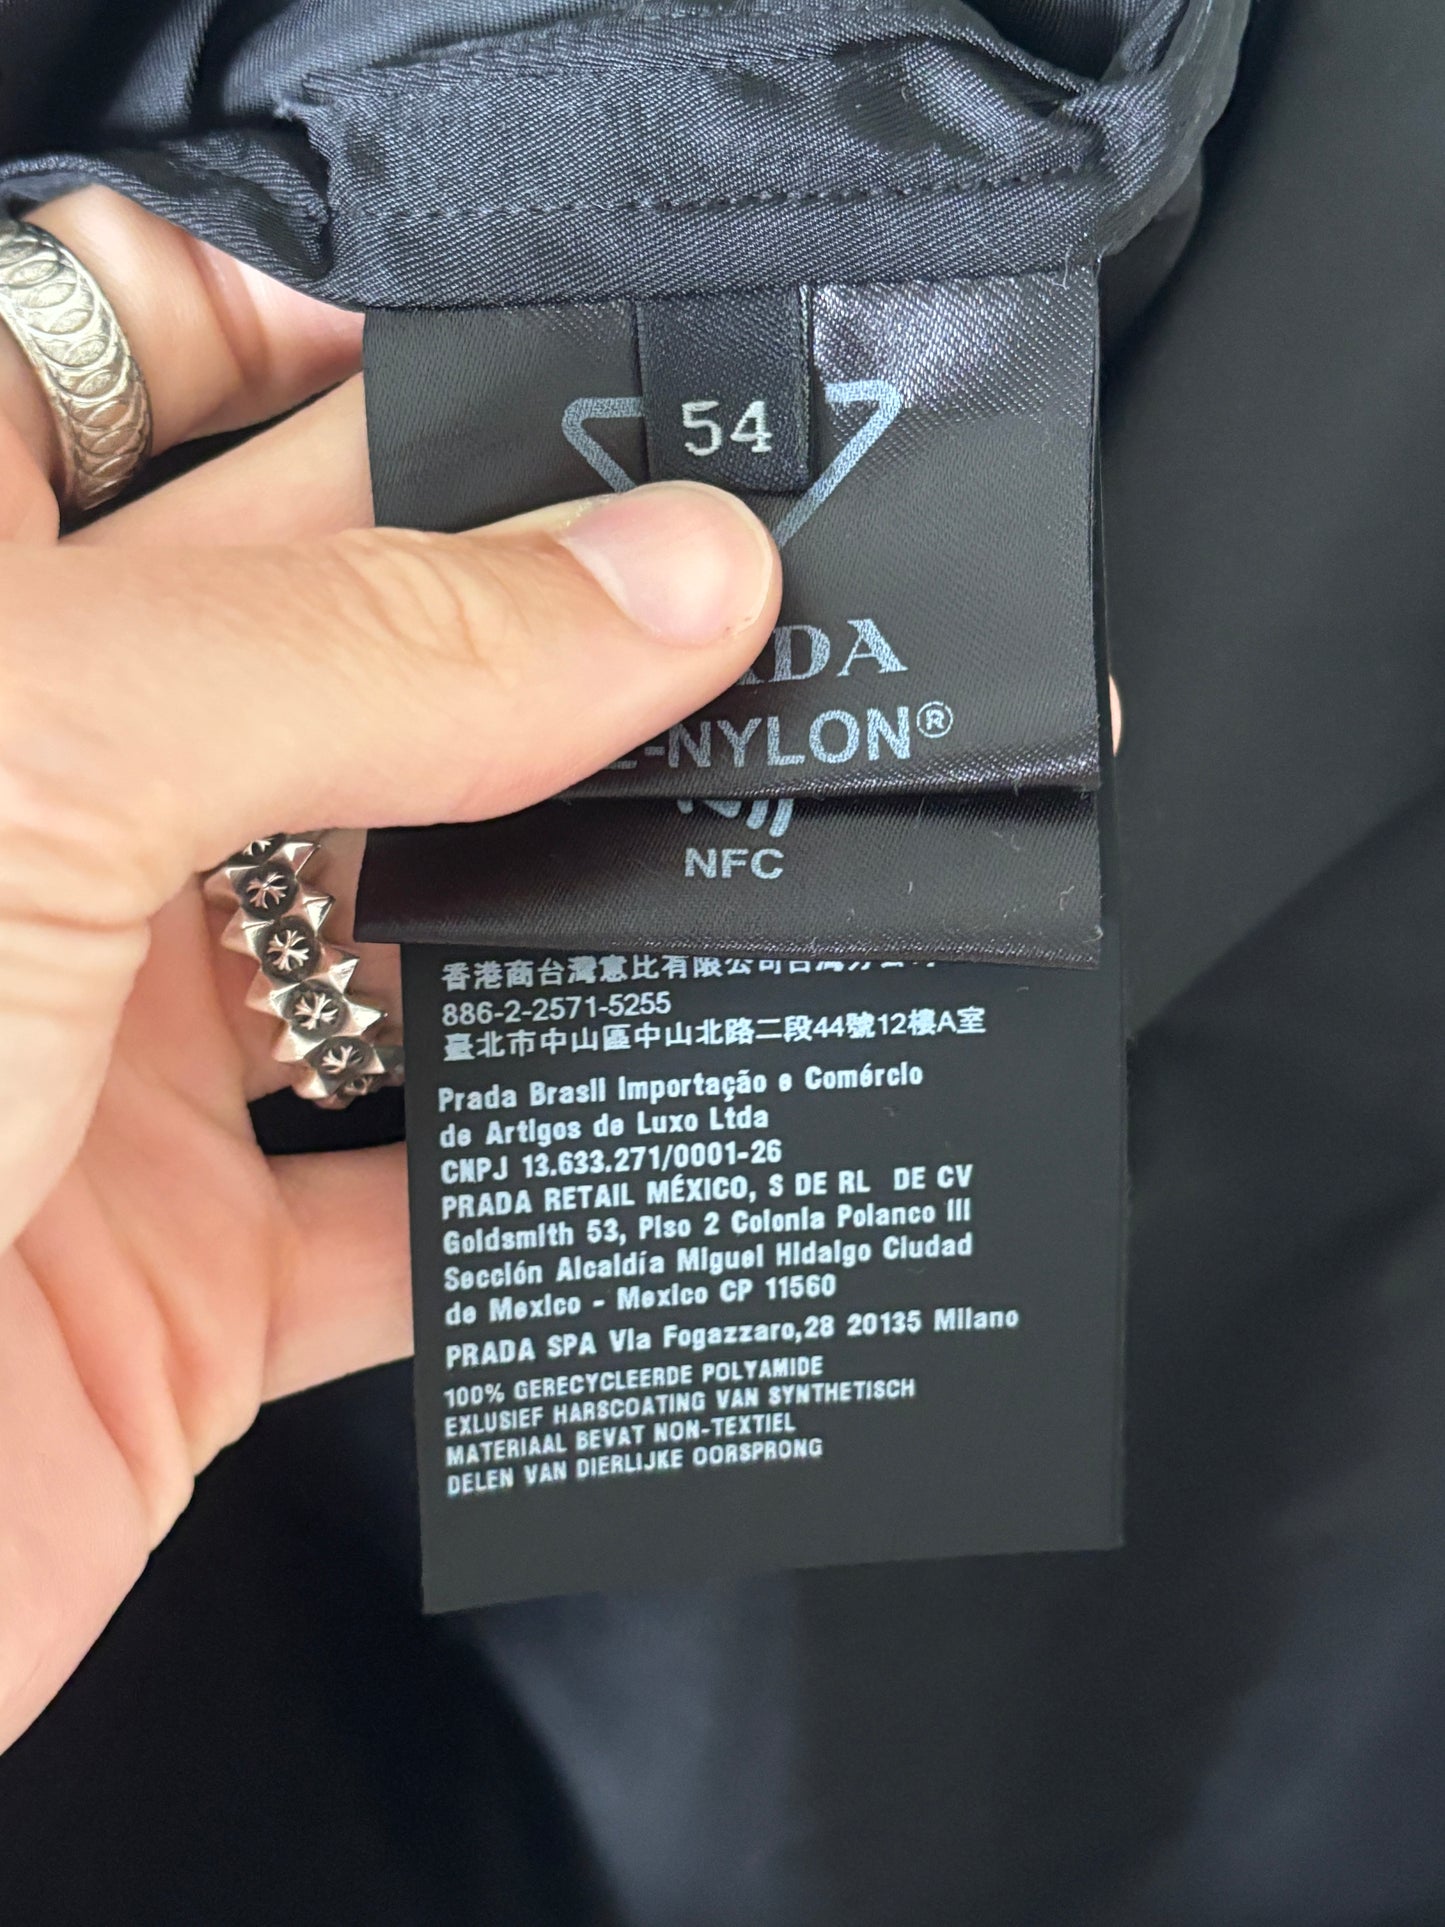 54
DA
-NYLON®
NFC
香港商台灣意比有限公司台灣分公司
886-2-2571-5255
臺北市中山區中山北路二段44號12樓A室
Prada Brasil Importação e Comércio
de Artigos de Luxo Ltda
CNPJ 13.633.271/0001-26
PRADA RETAIL MÉXICO, S DE RL DE CV
Goldsmith 53, Piso 2 Colonia Polanco III
Sección Alcaldía Miguel Hidalgo Ciudad
de Mexico - Mexico CP 11560
PRADA SPA Via Fogazzaro,28 20135 Milano
100% GERECYCLEERDE POLYAMIDE
EXLUSIEF HARSCOATING VAN SYNTHETISCH
MATERIAAL BEVAT NON-TEXTIEL
DELEN VAN DIERLIJKE OORSPRONG